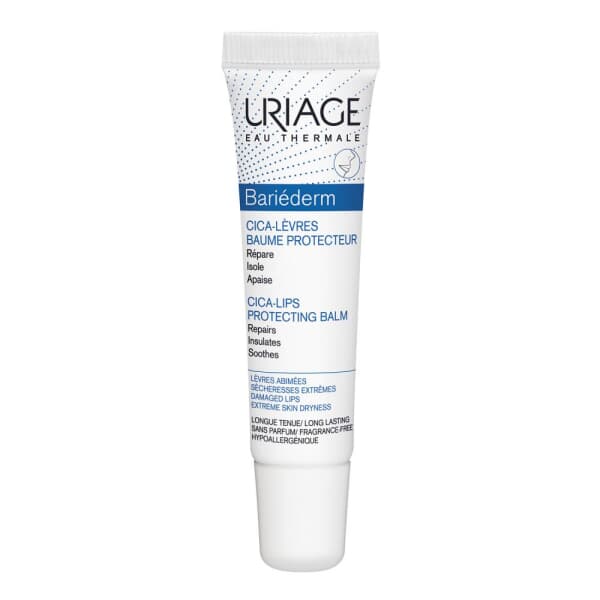 URIAGE
EAU THERMALE
Bariéderm
CICA-LÈVRES
BAUME PROTECTEUR
Répare
Isole
Apaise
CICA-LIPS
PROTECTING BALM
Repairs
Insulates
Soothes
LÈVRES ABIMÉES
SÈCHERESSES EXTRÊMES
DAMAGED LIPS
EXTREME SKIN DRYNESS
LONGUE TENUE/ LONG LASTING
SANS PARFUM/ FRAGRANCE-FREE
HYPOALLERGÉNIQUE